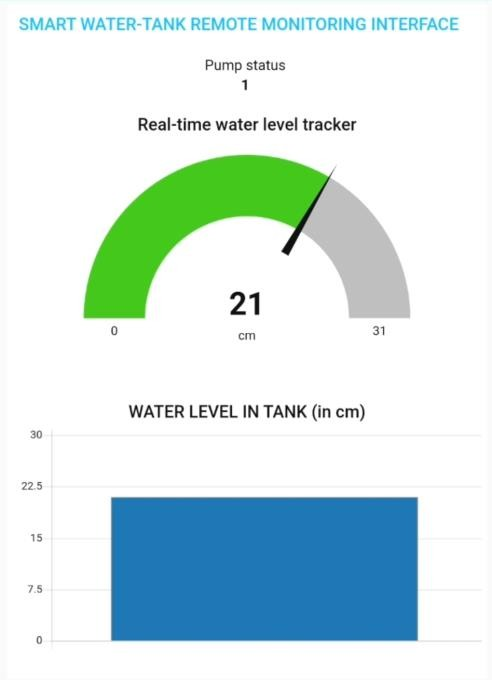 SMART WATER-TANK REMOTE MONITORING INTERFACE
Pump status
1
Real-time water level tracker
21
0
cm
31
WATER LEVEL IN TANK (in cm)
30
22.5
15
7.5
0